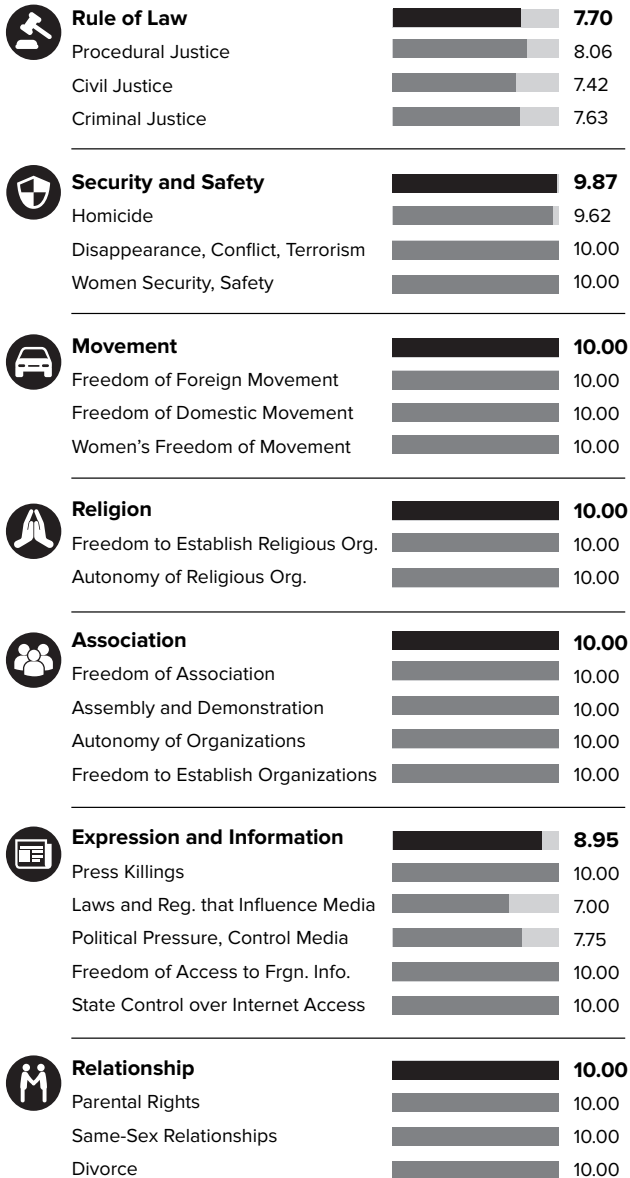 Rule of Law 7.70
Procedural Justice 8.06
Civil Justice 7.42
Criminal Justice 7.63
Security and Safety 9.87
Homicide 9.62
Disappearance, Conflict, Terrorism 10.00
Women Security, Safety 10.00
Movement 10.00
Freedom of Foreign Movement 10.00
Freedom of Domestic Movement 10.00
Women's Freedom of Movement 10.00
Religion 10.00
Freedom to Establish Religious Org. 10.00
Autonomy of Religious Org. 10.00
Association 10.00
Freedom of Association 10.00
Assembly and Demonstration 10.00
Autonomy of Organizations 10.00
Freedom to Establish Organizations 10.00
Expression and Information 8.95
Press Killings 10.00
Laws and Reg. that Influence Media 7.00
Political Pressure, Control Media 7.75
Freedom of Access to Frgn. Info. 10.00
State Control over Internet Access 10.00
Relationship 10.00
Parental Rights 10.00
Same-Sex Relationships 10.00
Divorce 10.00